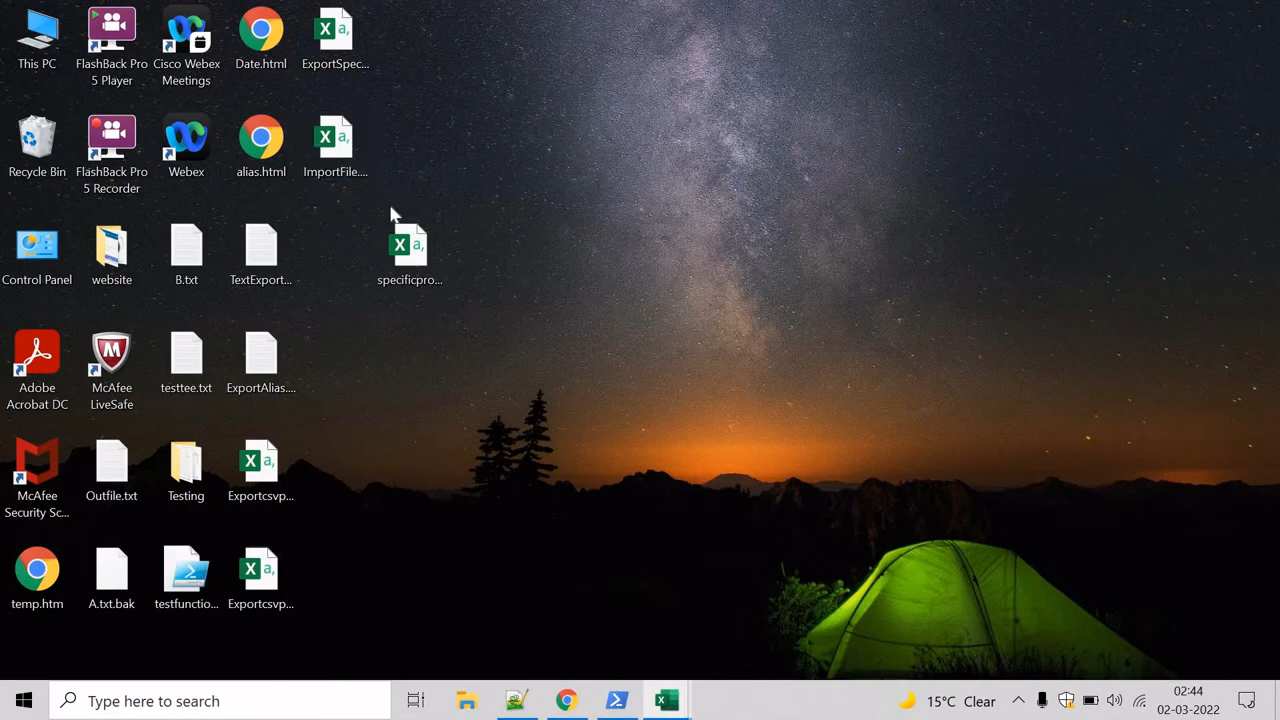 This PC
FlashBack Pro
5 Player
Cisco Webex
Meetings
Date.html
ExportSpec...
Recycle Bin
FlashBack Pro
5 Recorder
Webex
alias.html
ImportFile....
Control Panel
website
B.txt
TextExport...
specificpro...
Adobe
Acrobat DC
McAfee
LiveSafe
testtee.txt
ExportAlias....
McAfee
Security Sc...
Outfile.txt
Testing
Exportcsvp...
temp.htm
A.txt.bak
testfunctio...
Exportcsvp...
Type here to search
15°C Clear
02:44
02-03-2022